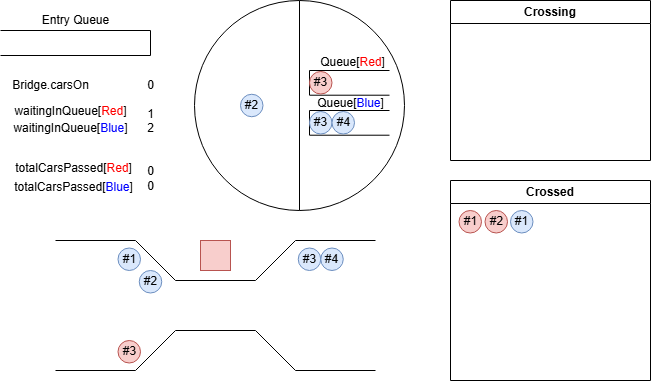 Entry Queue
Bridge.carsOn 0
waitingInQueue[Red] 1
waitingInQueue[Blue] 2
totalCarsPassed[Red] 0
totalCarsPassed[Blue] 0
#2
Queue[Red]
#3
Queue[Blue]
#3 #4
Crossing
Crossed
#1 #2 #1
#1
#2
#3 #4
#3